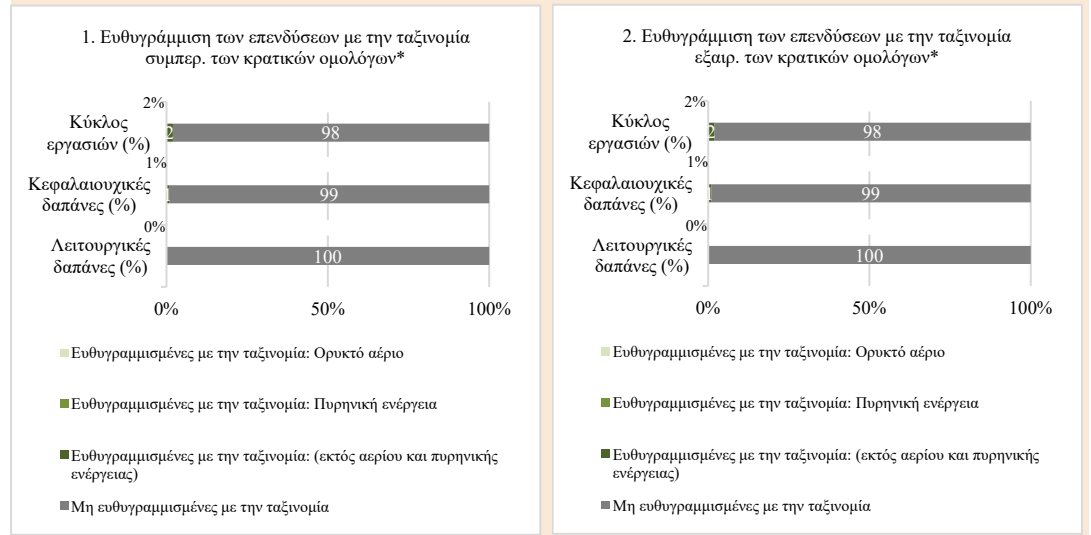 1. Ευθυγράμμιση των επενδύσεων με την ταξινομία
συμπερ. των κρατικών ομολόγων*
2%
Κύκλος
εργασιών (%)
2
98
1%
Κεφαλαιουχικές
δαπάνες (%)
1
99
0%
Λειτουργικές
δαπάνες (%)
100
0%
50%
100%
Ευθυγραμμισμένες με την ταξινομία: Ορυκτό αέριο
Ευθυγραμμισμένες με την ταξινομία: Πυρηνική ενέργεια
Ευθυγραμμισμένες με την ταξινομία: (εκτός αερίου και πυρηνικής
ενέργειας)
Μη ευθυγραμμισμένες με την ταξινομία
2. Ευθυγράμμιση των επενδύσεων με την ταξινομία
εξαιρ. των κρατικών ομολόγων*
2%
Κύκλος
εργασιών (%)
2
98
1%
Κεφαλαιουχικές
δαπάνες (%)
1
99
0%
Λειτουργικές
δαπάνες (%)
100
0%
50%
100%
Ευθυγραμμισμένες με την ταξινομία: Ορυκτό αέριο
Ευθυγραμμισμένες με την ταξινομία: Πυρηνική ενέργεια
Ευθυγραμμισμένες με την ταξινομία: (εκτός αερίου και πυρηνικής
ενέργειας)
Μη ευθυγραμμισμένες με την ταξινομία